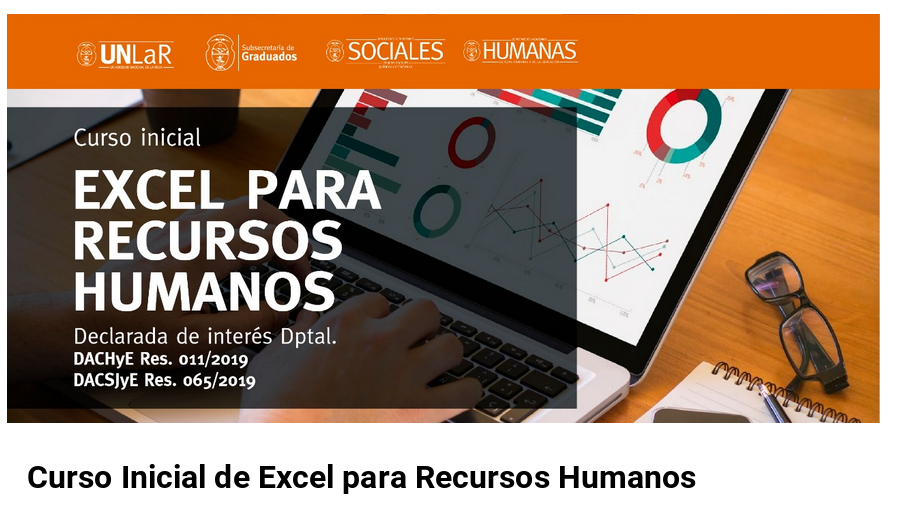 UNLaR
Subsecretaría de
Graduados
SOCIALES
HUMANAS
Curso inicial
EXCEL PARA
RECURSOS
HUMANOS
Declarada de interés Dptal.
DACHyE Res. 011/2019
DACSJyE Res. 065/2019
Curso Inicial de Excel para Recursos Humanos